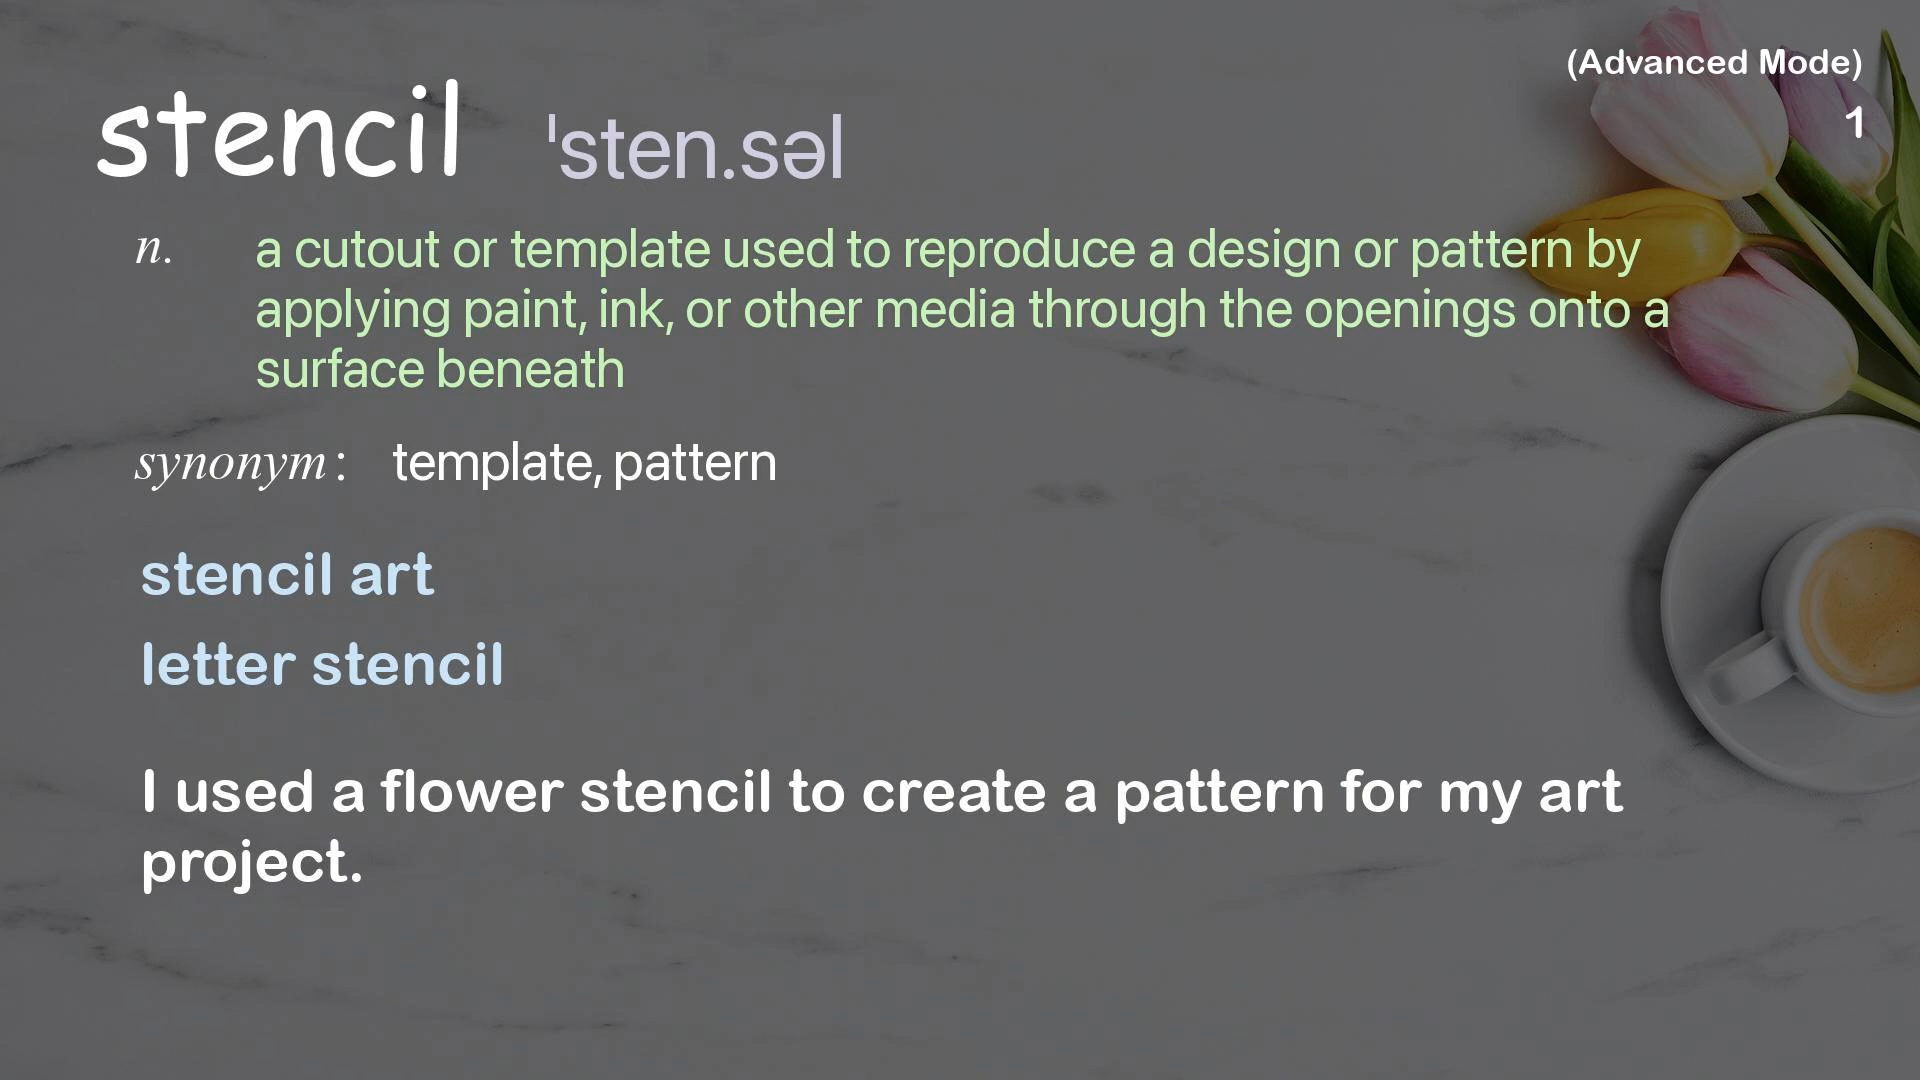 (Advanced Mode)
1
stencil ˈsten.səl
n. a cutout or template used to reproduce a design or pattern by
applying paint, ink, or other media through the openings onto a
surface beneath
synonym: template, pattern
stencil art
letter stencil
I used a flower stencil to create a pattern for my art
project.